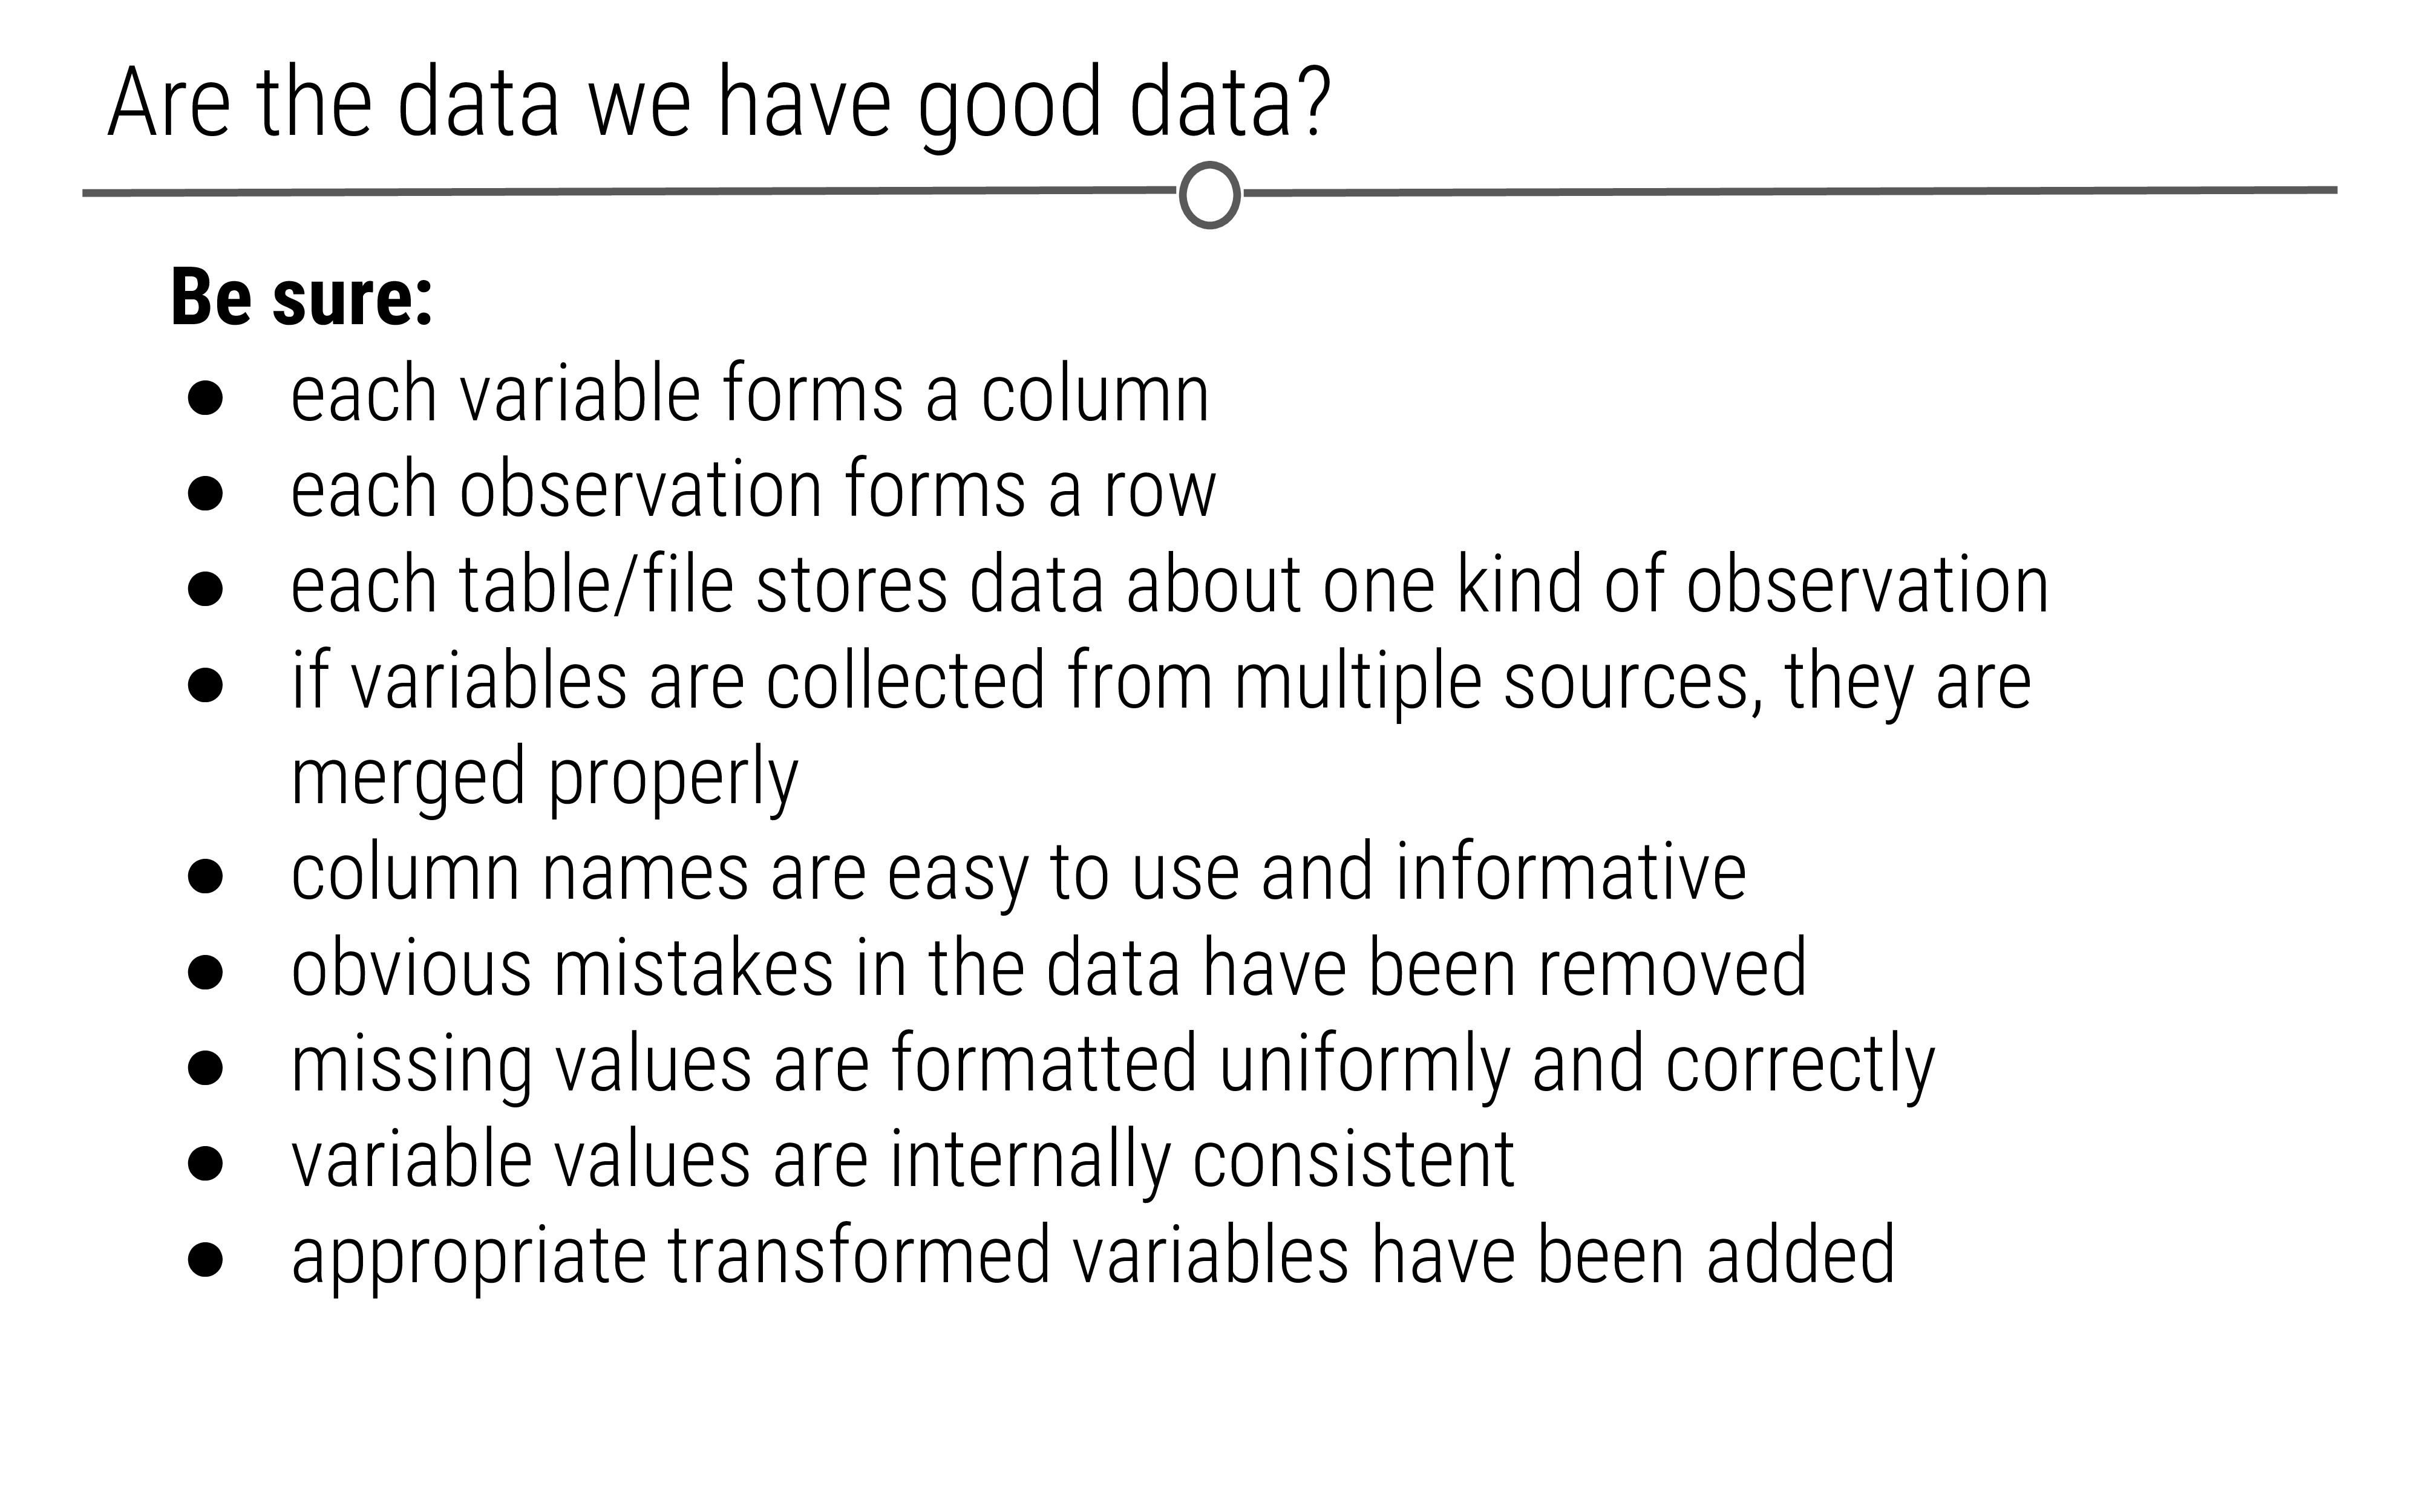 Are the data we have good data?
Be sure:
● each variable forms a column
● each observation forms a row
● each table/file stores data about one kind of observation
● if variables are collected from multiple sources, they are
merged properly
● column names are easy to use and informative
● obvious mistakes in the data have been removed
● missing values are formatted uniformly and correctly
● variable values are internally consistent
● appropriate transformed variables have been added